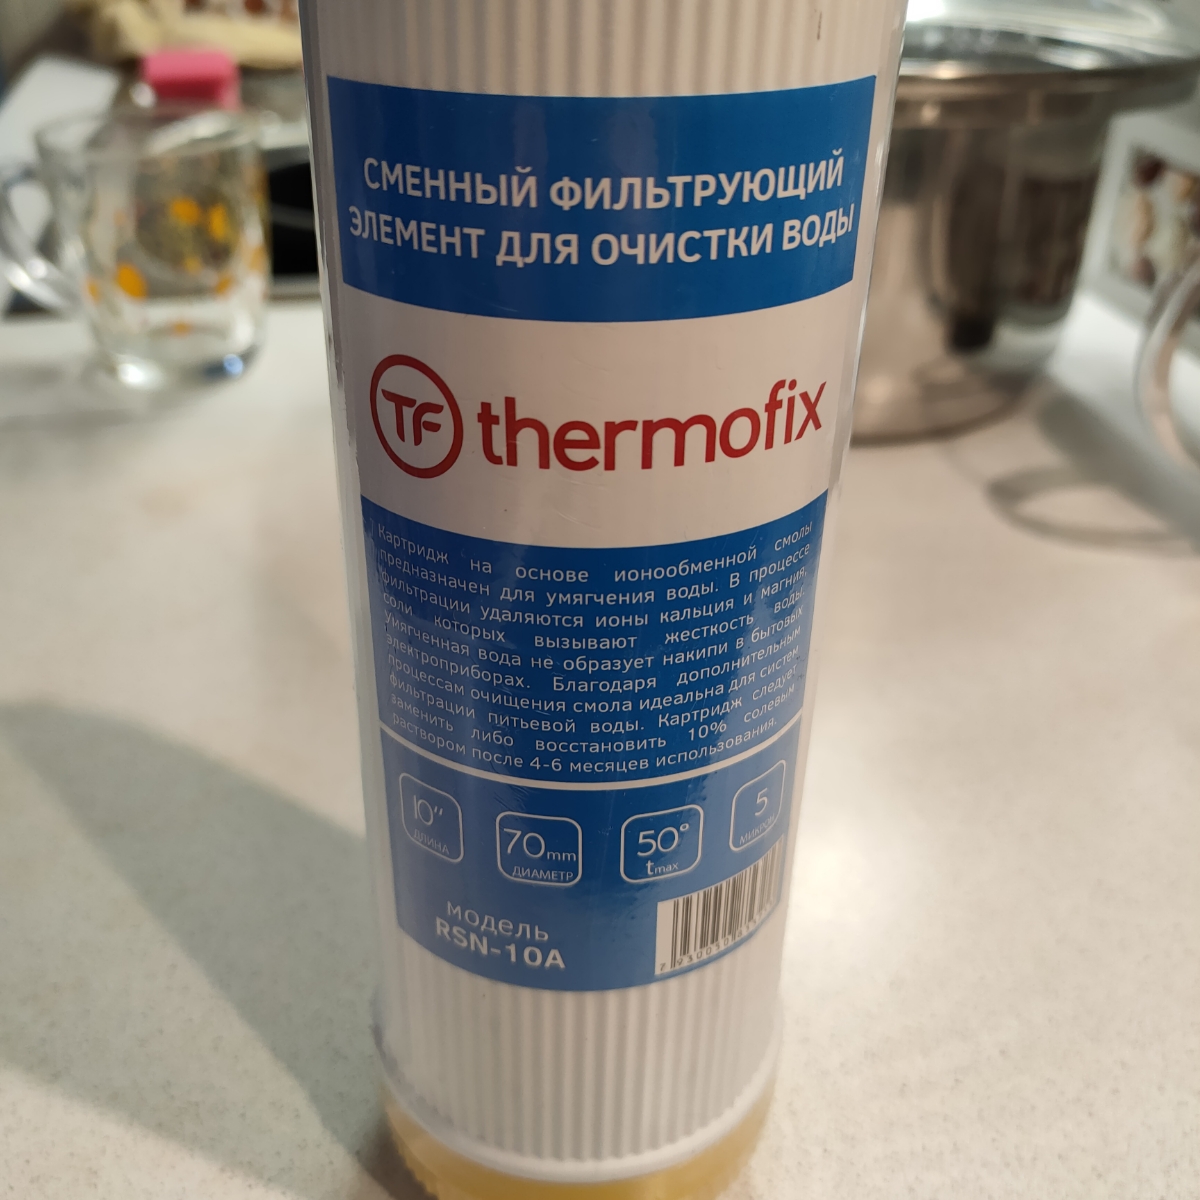 СМЕННЫЙ ФИЛЬТРУЮЩИЙ
ЭЛЕМЕНТ ДЛЯ ОЧИСТКИ ВОДЫ
TF thermofix
Картридж на основе ионообменной смолы
предназначен для умягчения воды. В процессе
фильтрации удаляются ионы кальция и магния,
соли которых вызывают жесткость воды.
Умягченная вода не образует накипи в бытовых
электроприборах. Благодаря дополнительным
процессам очищения смола идеальна для систем
фильтрации питьевой воды. Картридж следует
заменить либо восстановить 10% солевым
раствором после 4-6 месяцев использования.
10" ДЛИНА
70mm ДИАМЕТР
50° tmax
5 МИКРОН
модель
RSN-10A